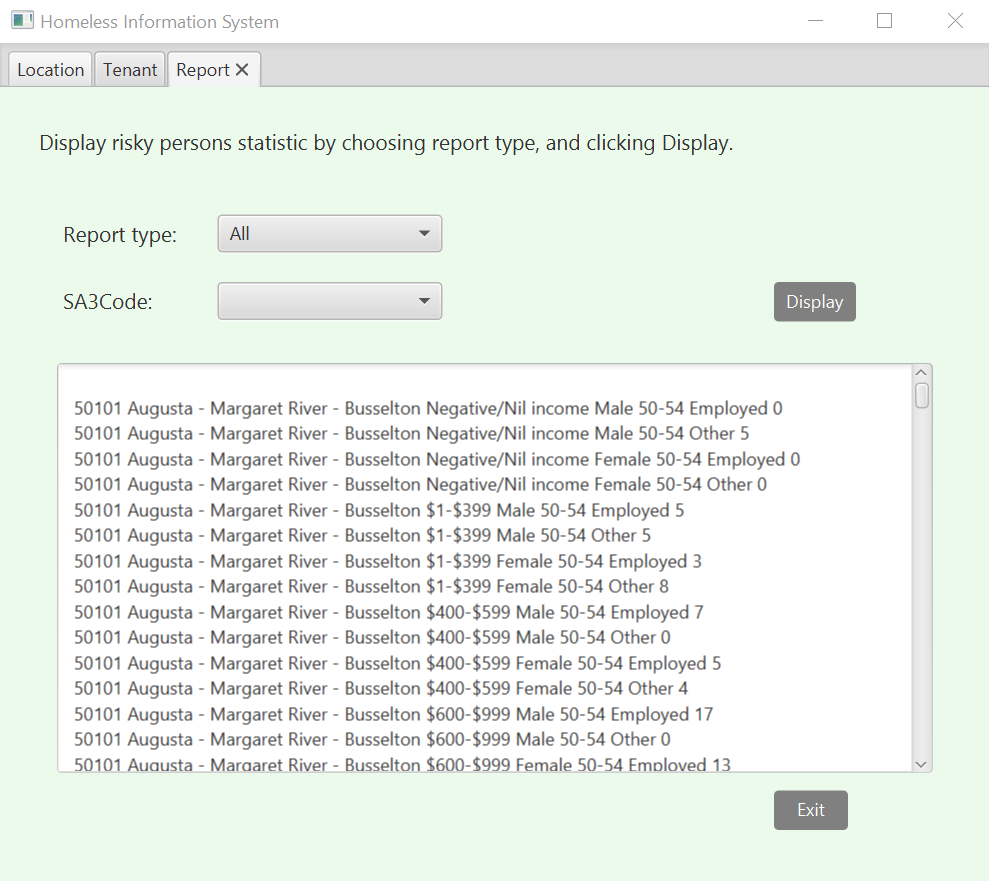 Homeless Information System
Location Tenant Report
Display risky persons statistic by choosing report type, and clicking Display.
Report type: All
SA3Code:
Display
50101 Augusta - Margaret River - Busselton Negative/Nil income Male 50-54 Employed 0
50101 Augusta - Margaret River - Busselton Negative/Nil income Male 50-54 Other 5
50101 Augusta - Margaret River - Busselton Negative/Nil income Female 50-54 Employed 0
50101 Augusta - Margaret River - Busselton Negative/Nil income Female 50-54 Other 0
50101 Augusta - Margaret River - Busselton $1-$399 Male 50-54 Employed 5
50101 Augusta - Margaret River - Busselton $1-$399 Male 50-54 Other 5
50101 Augusta - Margaret River - Busselton $1-$399 Female 50-54 Employed 3
50101 Augusta - Margaret River - Busselton $1-$399 Female 50-54 Other 8
50101 Augusta - Margaret River - Busselton $400-$599 Male 50-54 Employed 7
50101 Augusta - Margaret River - Busselton $400-$599 Male 50-54 Other 0
50101 Augusta - Margaret River - Busselton $400-$599 Female 50-54 Employed 5
50101 Augusta - Margaret River - Busselton $400-$599 Female 50-54 Other 4
50101 Augusta - Margaret River - Busselton $600-$999 Male 50-54 Employed 17
50101 Augusta - Margaret River - Busselton $600-$999 Male 50-54 Other 0
50101 Augusta - Margaret River - Busselton $600-$999 Female 50-54 Employed 13
Exit